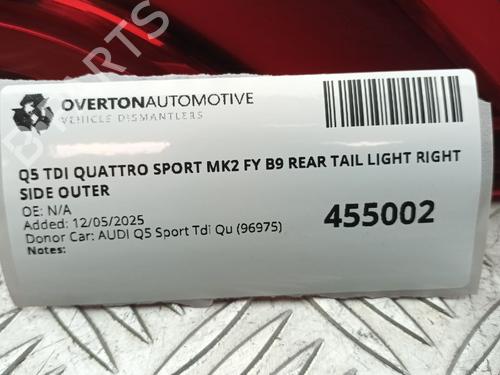 OVERTONAUTOMOTIVE
VEHICLE DISMANTLERS
Q5 TDI QUATTRO SPORT MK2 FY B9 REAR TAIL LIGHT RIGHT
SIDE OUTER
OE: N/A
Added: 12/05/2025
Donor Car: AUDI Q5 Sport Tdi Qu (96975)
Notes:
455002